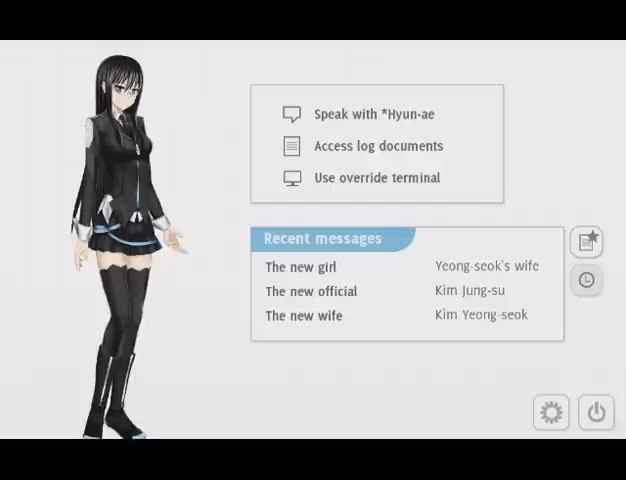 Speak with *Hyun-ae
Access log documents
Use override terminal
Recent messages
The new girl Yeong-seok's wife
The new official Kim Jung-su
The new wife Kim Yeong-seok